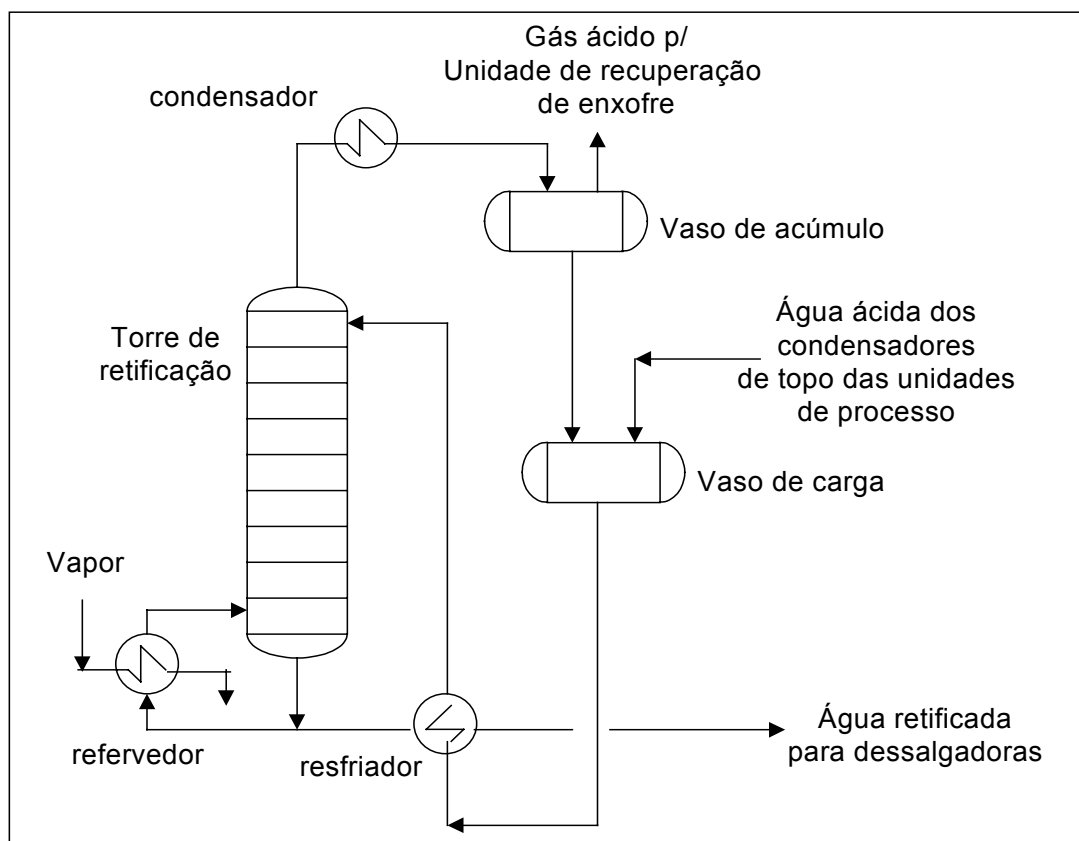 Gás ácido p/
Unidade de recuperação
de enxofre
condensador
Vaso de acúmulo
Torre de
retificação
Água ácida dos
condensadores
de topo das unidades
de processo
Vaso de carga
Vapor
refervedor
resfriador
Água retificada
para dessalgadoras